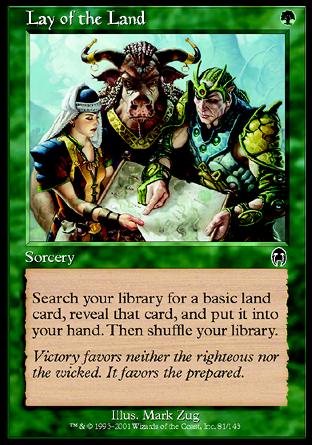 Lay of the Land
Sorcery
Search your library for a basic land
card, reveal that card, and put it into
your hand. Then shuffle your library.
Victory favors neither the righteous nor
the wicked. It favors the prepared.
Illus. Mark Zug
™ & © 1993-2001 Wizards of the Coast, Inc. 81/143